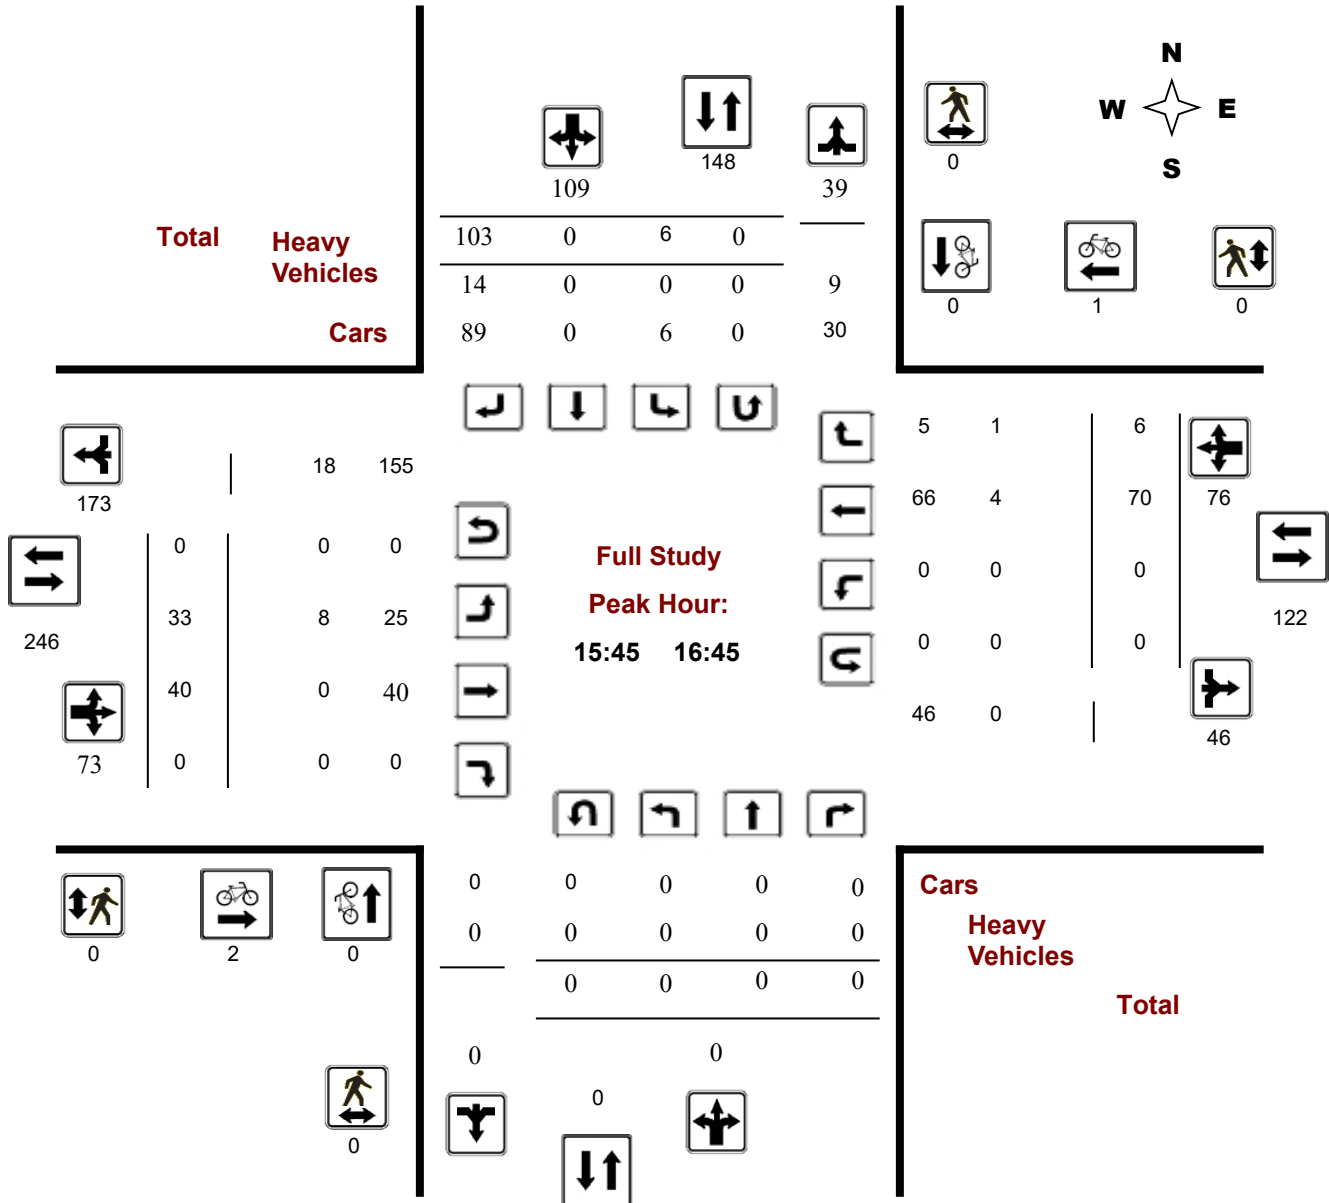 N
W E
S
148
0
109 39
Total Heavy Vehicles
103 0 6 0
14 0 0 0 9
0 1 0
Cars
89 0 6 0 30
5 1 6
18 155
173
66 4 70 76
0 0 0
Full Study
0 0 0
Peak Hour:
33 8 25
122
246
15:45 16:45
0 0 0
40 0 40
46 0
46
73 0 0 0
0 0 0 0 0
Cars
0 0 0 0 0
Heavy
Vehicles
0 2 0
0 0 0 0
Total
0 0
0
0